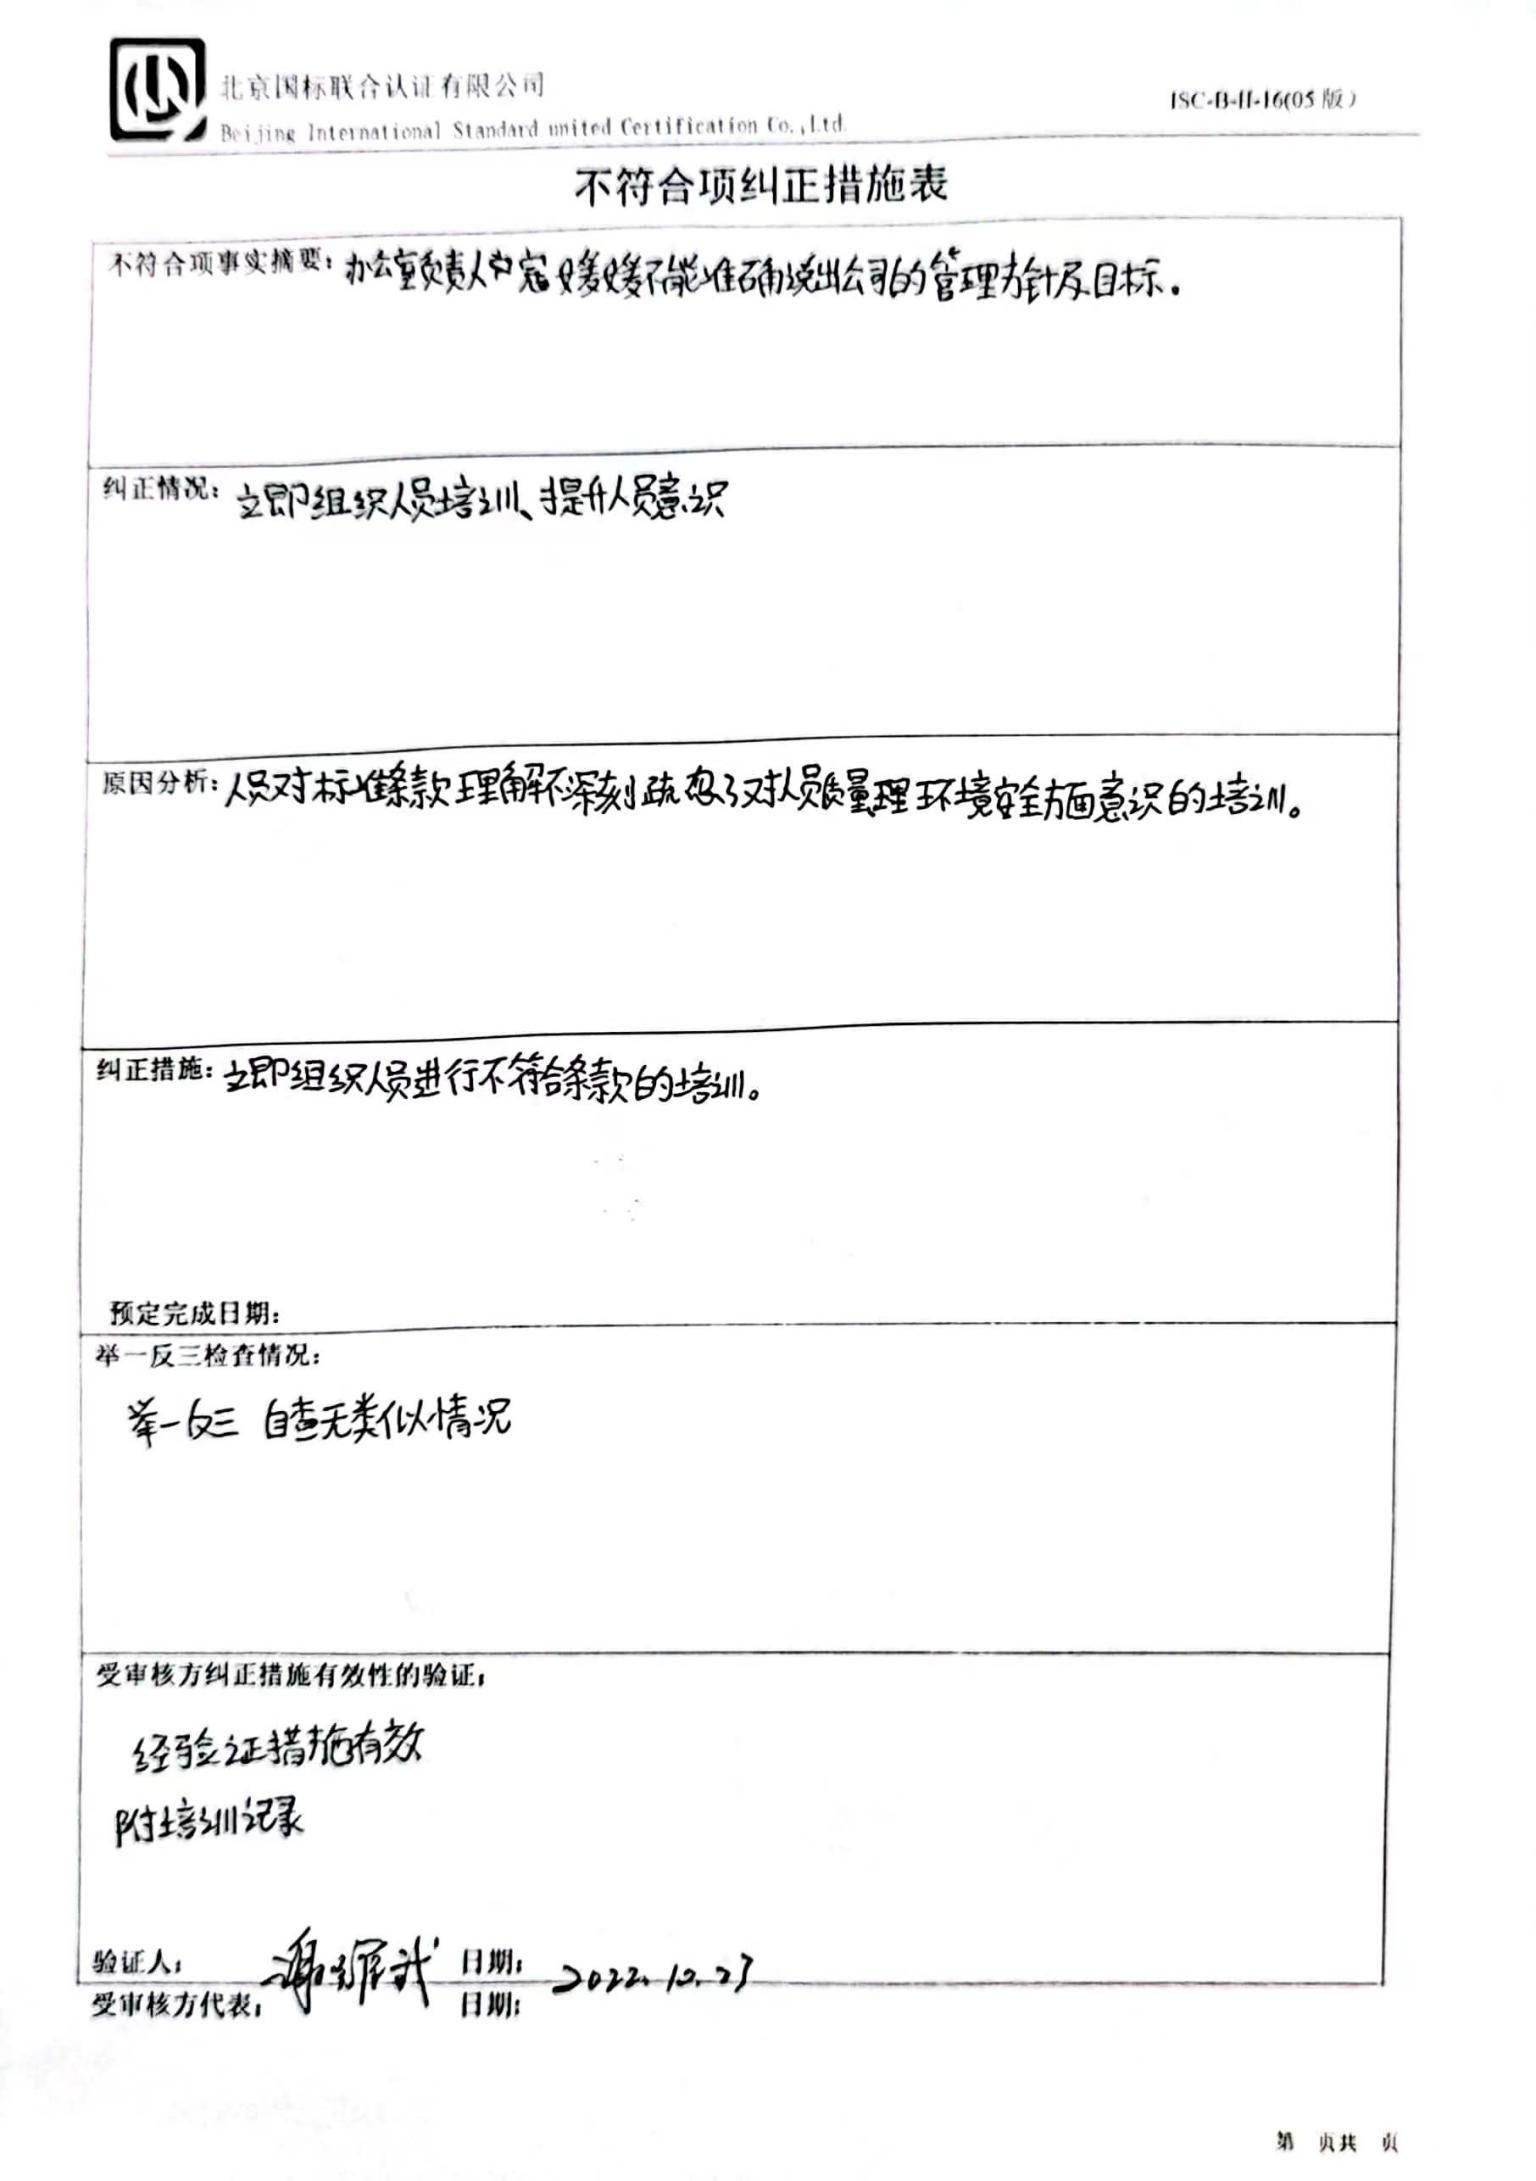 北京国标联合认证有限公司
ISC-B-II-16(05 版)
Beijing International Standard united Certification Co.,Ltd.
不符合项纠正措施表
不符合项事实摘要：办公室负责人 媛媛不能准确说出公司的管理方针及目标。
纠正情况：立即组织人员培训、提升人员意识
原因分析：人员对标准条款理解不深刻疏忽了对人员质量理环境安全方面意识的培训。
纠正措施：立即组织人员进行不符合条款的培训。
预定完成日期：
举一反三检查情况：
举一反三 自查无类似情况
受审核方纠正措施有效性的验证：
经验证措施有效
附培训记录
验证人： 日期： 2022.12.23
受审核方代表： 日期：
第 页共 页